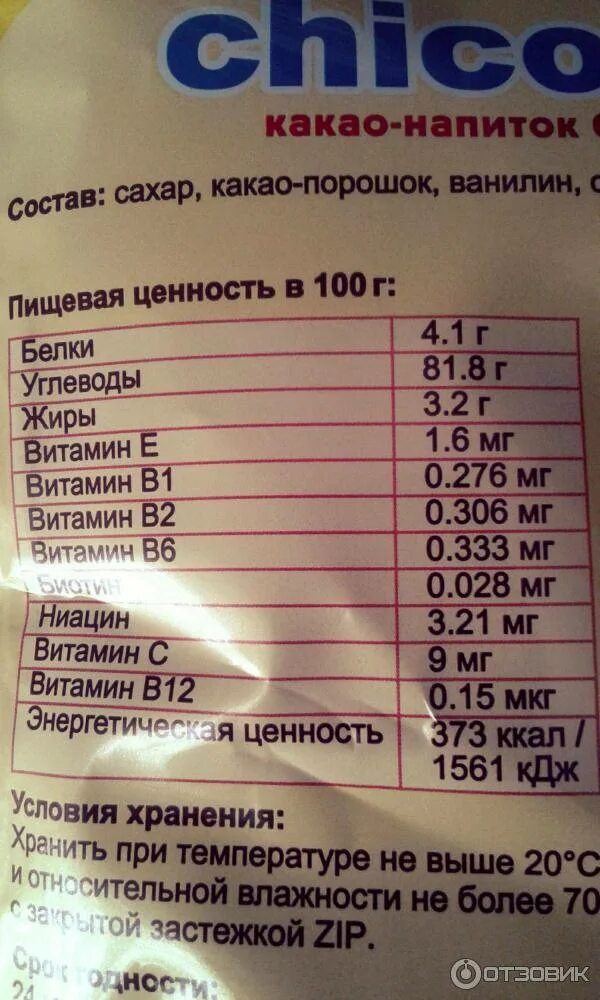 chico
какао-напиток
Состав: сахар, какао-порошок, ванилин,
Пищевая ценность в 100 г:
Белки 4.1 г
Углеводы 81.8 г
Жиры 3.2 г
Витамин Е 1.6 мг
Витамин В1 0.276 мг
Витамин В2 0.306 мг
Витамин В6 0.333 мг
Биотин 0.028 мг
Ниацин 3.21 мг
Витамин С 9 мг
Витамин В12 0.15 мкг
Энергетическая ценность 373 ккал /
1561 кДж
Условия хранения:
Хранить при температуре не выше 20°С
и относительной влажности не более 70
с закрытой застежкой ZIP.
Срок годности:
24
ОТЗОВИК